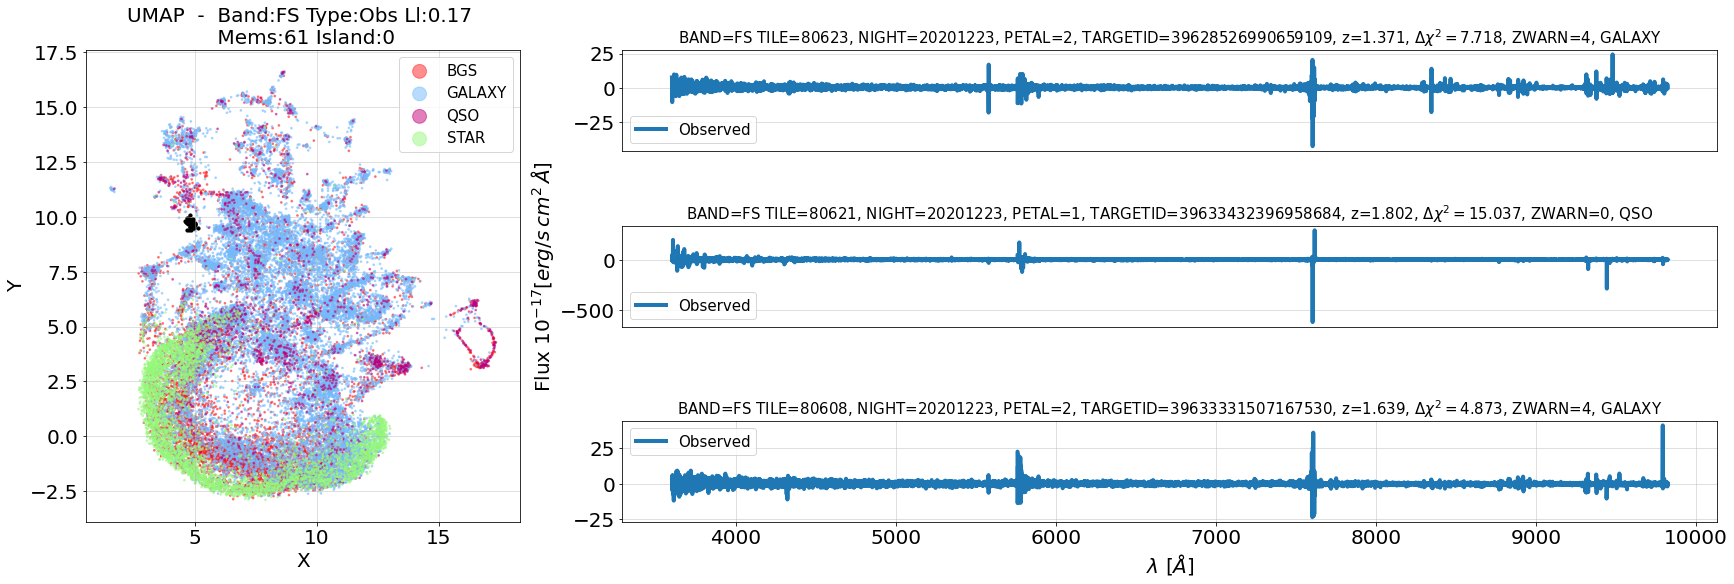 UMAP - Band:FS Type:Obs Ll:0.17
Mems:61 Island:0
17.5
15.0
12.5
10.0
7.5
5.0
2.5
0.0
−2.5
Y
5
10
15
X
BGS
GALAXY
QSO
STAR
Flux 10⁻¹⁷[erg/s cm² Å]
BAND=FS TILE=80623, NIGHT=20201223, PETAL=2, TARGETID=39628526990659109, z=1.371, Δχ² = 7.718, ZWARN=4, GALAXY
25
0
−25
Observed
BAND=FS TILE=80621, NIGHT=20201223, PETAL=1, TARGETID=39633432396958684, z=1.802, Δχ² = 15.037, ZWARN=0, QSO
0
−500
Observed
BAND=FS TILE=80608, NIGHT=20201223, PETAL=2, TARGETID=39633331507167530, z=1.639, Δχ² = 4.873, ZWARN=4, GALAXY
25
0
−25
Observed
4000
5000
6000
7000
8000
9000
10000
λ [Å]